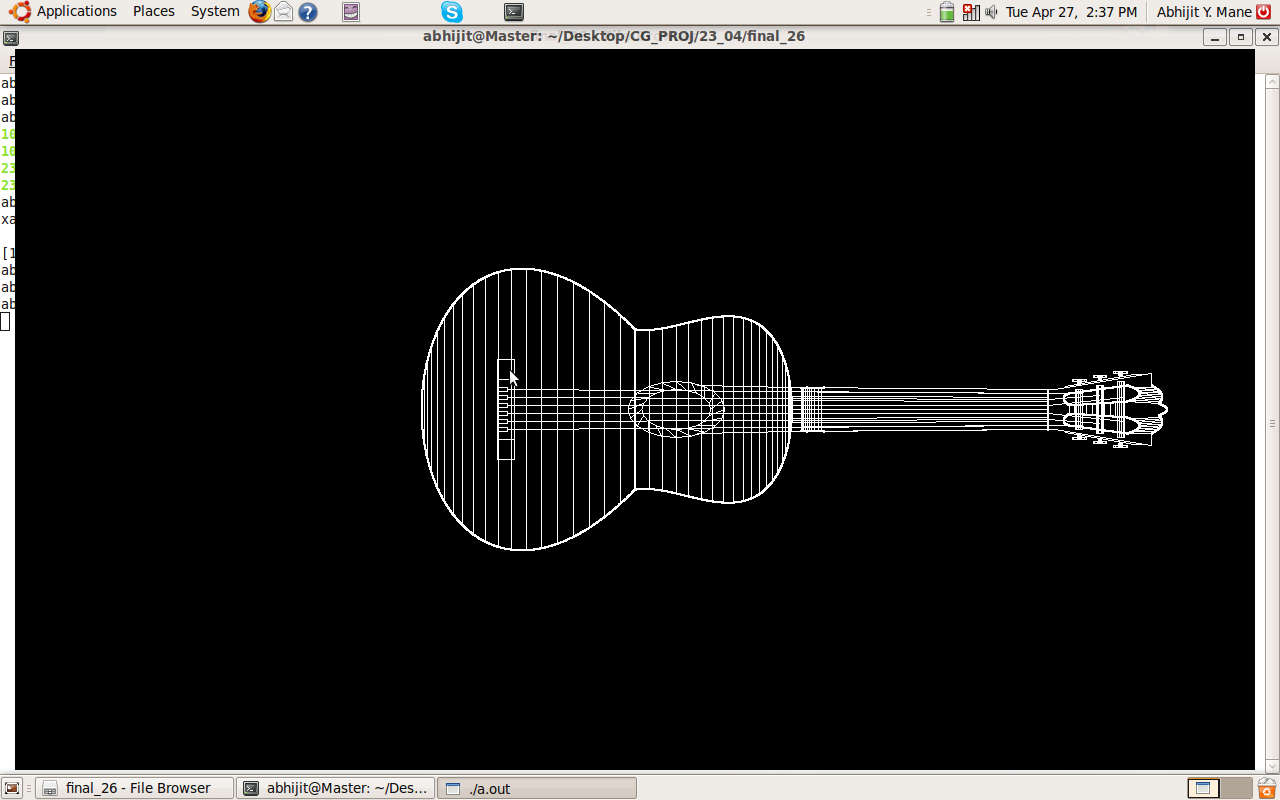 Applications Places System Tue Apr 27, 2:37 PM Abhijit Y. Mane
abhijit@Master: ~/Desktop/CG_PROJ/23_04/final_26
F
ab
ab
ab
10
10
23
23
ab
xa
[1
ab
ab
ab
final_26 - File Browser abhijit@Master: ~/Des... ./a.out